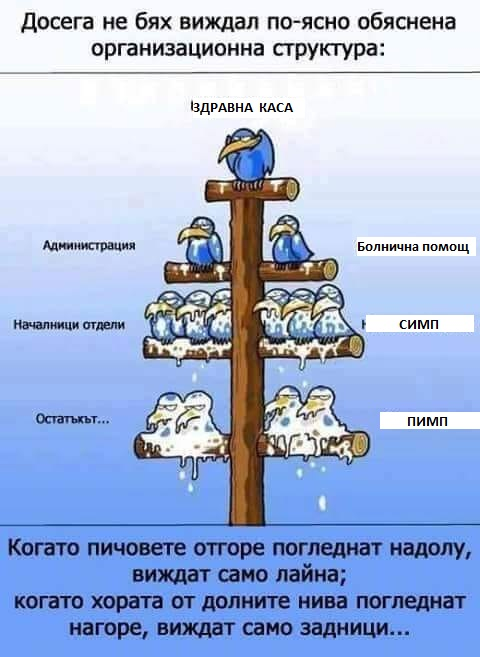 Досега не бях виждал по-ясно обяснена
организационна структура:
ЗДРАВНА КАСА
Администрация
Болнична помощ
Началници отдели
СИМП
Остатъкът...
ПИМП
Когато пичовете отгоре погледнат надолу,
виждат само лайна;
когато хората от долните нива погледнат
нагоре, виждат само задници...